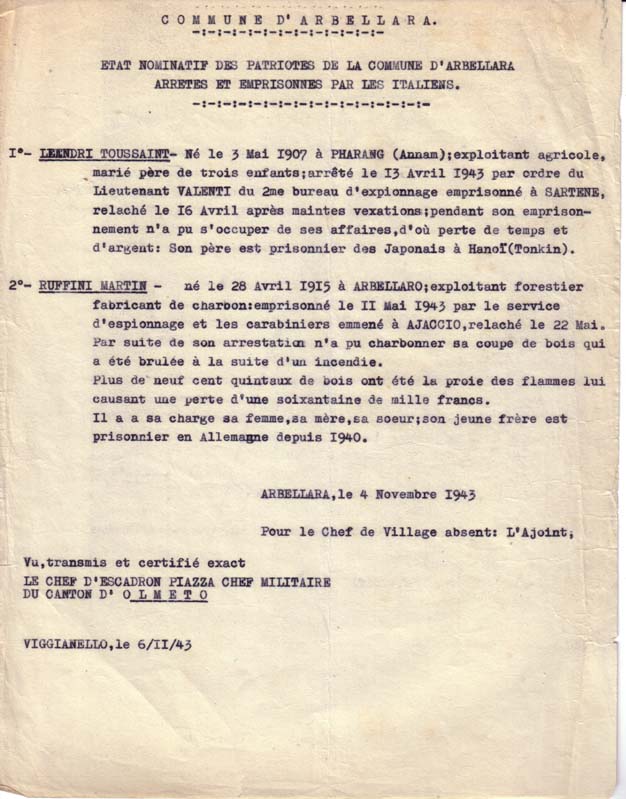 COMMUNE D'ARBELLARA.
-:-:-:-:-:-:-:-:-:-:-:-
ETAT NOMINATIF DES PATRIOTES DE LA COMMUNE D'ARBELLARA
ARRETES ET EMPRISONNES PAR LES ITALIENS.
-:-:-:-:-:-:-:-:-:-:-:-:-:-:-
I°- LEANDRI TOUSSAINT- Né le 3 Mai I907 à PHARANG (Annam);exploitant agricole,
marié père de trois enfants;arrêté le I3 Avril I943 par ordre du
Lieutenant VALENTI du 2me bureau d'expionnage emprisonné à SARTENE,
relaché le I6 Avril après maintes vexations;pendant son emprison-
nement n'a pu s'occuper de ses affaires,d'où perte de temps et
d'argent: Son père est prisonnier des Japonais à Hanoï(Tonkin).
2°- RUFFINI MARTIN - né le 28 Avril I9I5 à ARBELLARO;exploitant forestier
fabricant de charbon:emprisonné le II Mai I943 par le service
d'espionnage et les carabiniers emmené à AJACCIO,relaché le 22 Mai.
Par suite de son arrestation n'a pu charbonner sa coupe de bois qui
a été brulée à la suite d'un incendie.
Plus de neuf cent quintaux de bois ont été la proie des flammes lui
causant une perte d'une soixantaine de mille francs.
Il a a sa charge sa femme,sa mère,sa soeur;son jeune frère est
prisonnier en Allemagne depuis I940.
ARBELLARA,le 4 Novembre I943
Pour le Chef de Village absent: L'Ajoint;
Vu,transmis et certifié exact
LE CHEF D'ESCADRON PIAZZA CHEF MILITAIRE
DU CANTON D' O L M E T O
VIGGIANELLO,le 6/II/43